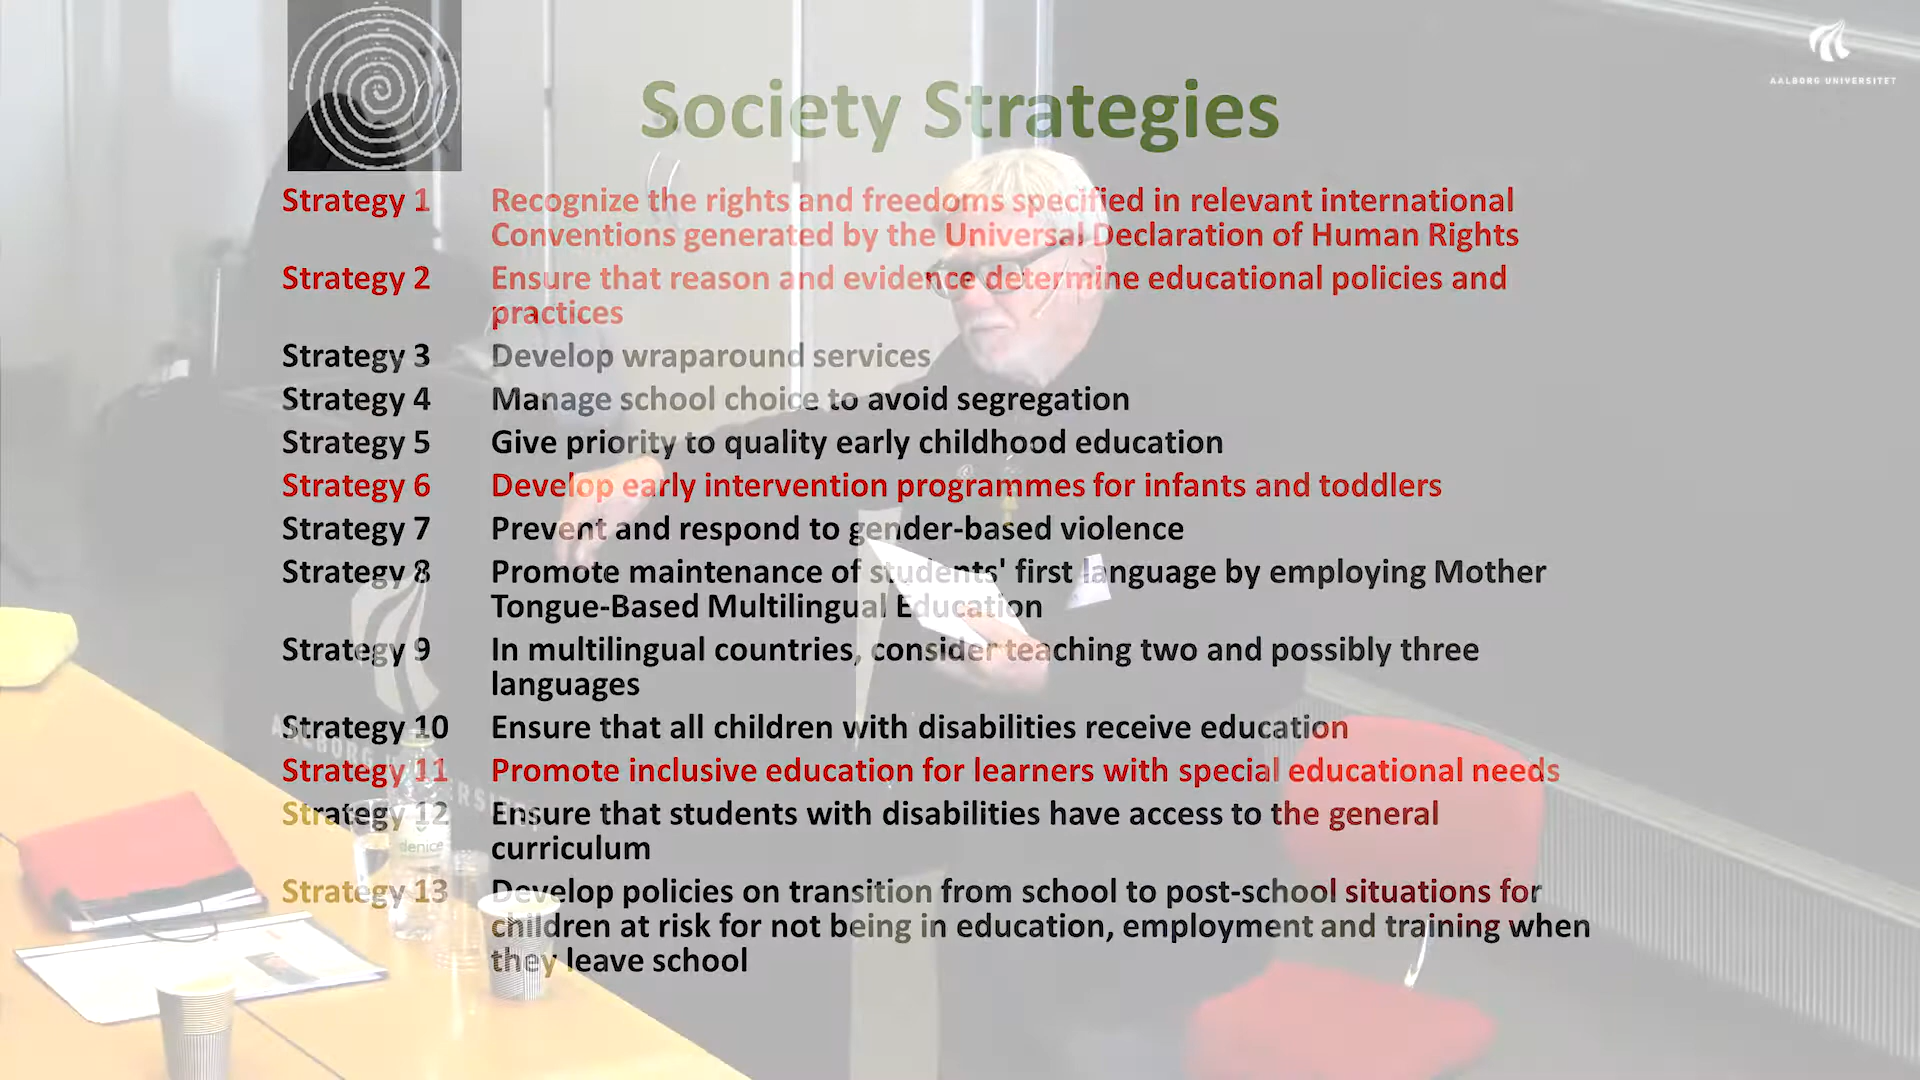 AALBORG UNIVERSITET
Society Strategies
Strategy 1 Recognize the rights and freedoms specified in relevant international
Conventions generated by the Universal Declaration of Human Rights
Strategy 2 Ensure that reason and evidence determine educational policies and
practices
Strategy 3 Develop wraparound services
Strategy 4 Manage school choice to avoid segregation
Strategy 5 Give priority to quality early childhood education
Strategy 6 Develop early intervention programmes for infants and toddlers
Strategy 7 Prevent and respond to gender-based violence
Strategy 8 Promote maintenance of students' first language by employing Mother
Tongue-Based Multilingual Education
Strategy 9 In multilingual countries, consider teaching two and possibly three
languages
Strategy 10 Ensure that all children with disabilities receive education
Strategy 11 Promote inclusive education for learners with special educational needs
Strategy 12 Ensure that students with disabilities have access to the general
curriculum
Strategy 13 Develop policies on transition from school to post-school situations for
children at risk for not being in education, employment and training when
they leave school
AALBORG UNIVERSITET
denice